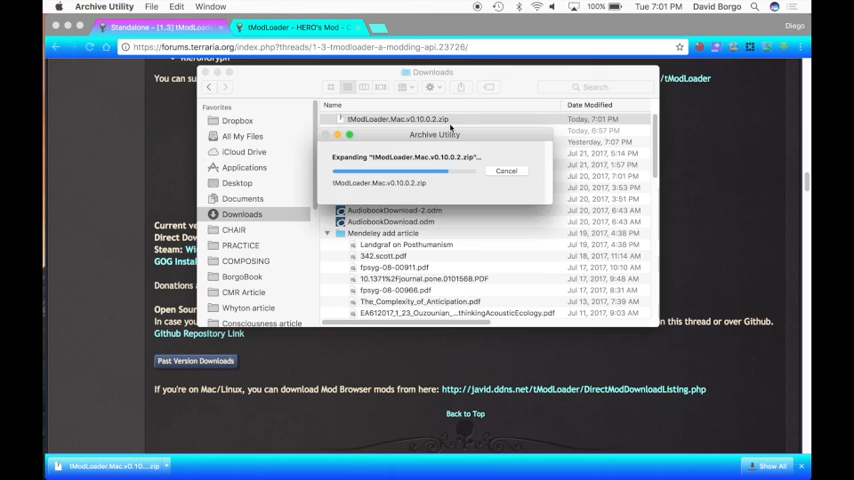 Archive Utility File Edit Window 100% Tue 7:01 PM David Borgo
Standalone - [1.3] tModLoade × tModLoader - HERO's Mod - C × Diego
https://forums.terraria.org/index.php?threads/1-3-tmodloader-a-modding-api.23726/
You can su
/tModLoader
Downloads
Search
Favorites
Dropbox
All My Files
iCloud Drive
Applications
Desktop
Documents
Downloads
CHAIR
PRACTICE
COMPOSING
BorgoBook
CMR Article
Whyton article
Consciousness article
Name Date Modified
tModLoader.Mac.v0.10.0.2.zip Today, 7:01 PM
Today, 6:57 PM
Jul 21, 2017, 5:14 PM
Jul 21, 2017, 1:57 PM
Jul 20, 2017, 7:01 PM
Jul 20, 2017, 3:53 PM
Jul 20, 2017, 3:51 PM
AudiobookDownload-2.odm Jul 20, 2017, 6:43 AM
AudiobookDownload.odm Jul 20, 2017, 6:43 AM
Mendeley add article Jul 19, 2017, 4:38 PM
Landgraf on Posthumanism Jul 19, 2017, 4:38 PM
342.scott.pdf Jul 18, 2017, 11:14 AM
fpsyg-08-00911.pdf Jul 17, 2017, 10:10 AM
10.1371%2Fjournal.pone.0101568.PDF Jul 17, 2017, 9:29 AM
fpsyg-08-00966.pdf Jul 17, 2017, 8:31 AM
The_Complexity_of_Anticipation.pdf Jul 13, 2017, 7:39 AM
EA612017_1_23_Ouzounian_...thinkingAcousticEcology.pdf Jul 11, 2017, 9:03 AM
Archive Utility
Expanding "tModLoader.Mac.v0.10.0.2.zip"...
Cancel
tModLoader.Mac.v0.10.0.2.zip
Current ve
Direct Dow
Steam: Wi
GOG Instal
Donations a
Open Sour
In case you
n this thread or over Github.
Github Repository Link
Past Version Downloads
If you're on Mac/Linux, you can download Mod Browser mods from here: http://javid.ddns.net/tModLoader/DirectModDownloadListing.php
Back to Top
tModLoader.Mac.v0.10....zip
Show All